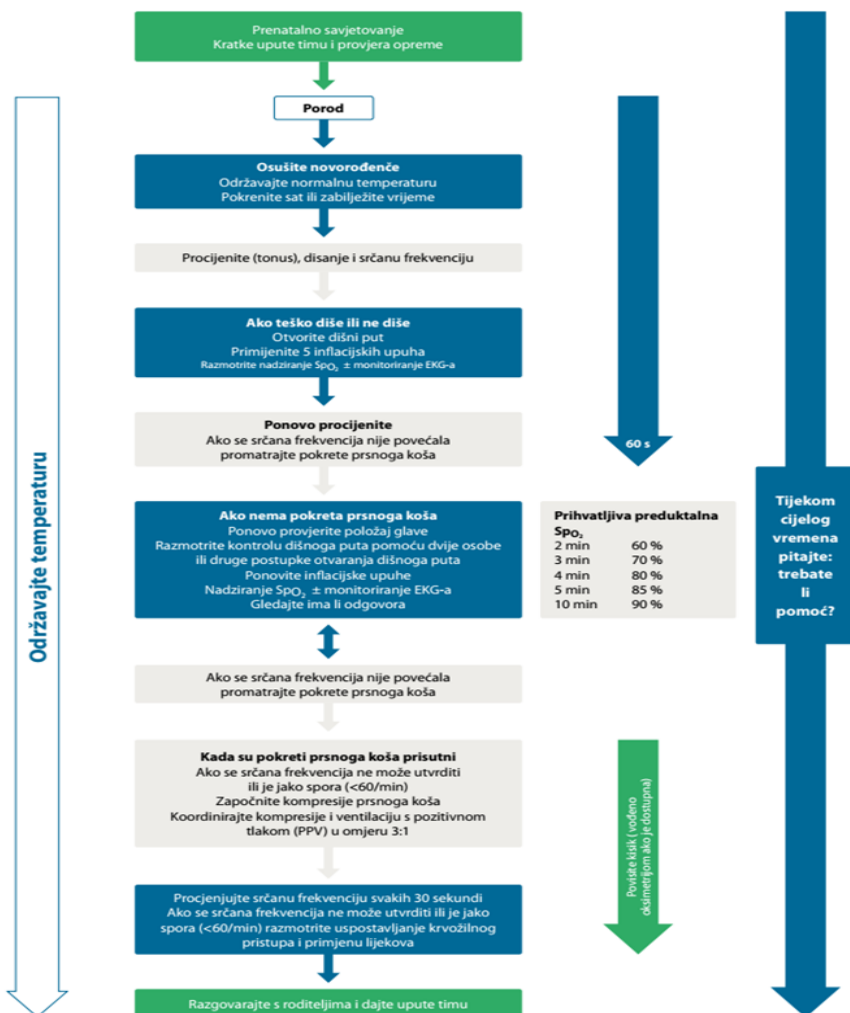 Prenatalno savjetovanje
Kratke upute timu i provjera opreme
Porod
Osušite novorođenče
Održavajte normalnu temperaturu
Pokrenite sat ili zabilježite vrijeme
Procijenite (tonus), disanje i srčanu frekvenciju
Ako teško diše ili ne diše
Otvorite dišni put
Primijenite 5 inflacijskih upuha
Razmotrite nadziranje SpO₂ ± monitoriranje EKG-a
Ponovo procijenite
Ako se srčana frekvencija nije povećala
promatrajte pokrete prsnoga koša
60 s
Ako nema pokreta prsnoga koša
Ponovo provjerite položaj glave
Razmotrite kontrolu dišnoga puta pomoću dvije osobe
ili druge postupke otvaranja dišnoga puta
Ponovite inflacijske upuhe
Nadziranje SpO₂ ± monitoriranje EKG-a
Gledajte ima li odgovora
Prihvatljiva preduktalna
SpO₂
2 min 60 %
3 min 70 %
4 min 80 %
5 min 85 %
10 min 90 %
Tijekom
cijelog
vremena
pitajte:
trebate
li
pomoć?
Održavajte temperaturu
Ako se srčana frekvencija nije povećala
promatrajte pokrete prsnoga koša
Kada su pokreti prsnoga koša prisutni
Ako se srčana frekvencija ne može utvrditi
ili je jako spora (<60/min)
Započnite kompresije prsnoga koša
Koordinirajte kompresije i ventilaciju s pozitivnom
tlakom (PPV) u omjeru 3:1
Povisite kisik ( vođeno
oksimetrijom ako je dostupna)
Procjenjujte srčanu frekvenciju svakih 30 sekundi
Ako se srčana frekvencija ne može utvrditi ili je jako
spora (<60/min) razmotrite uspostavljanje krvožilnog
pristupa i primjenu lijekova
Razgovarajte s roditeljima i dajte upute timu